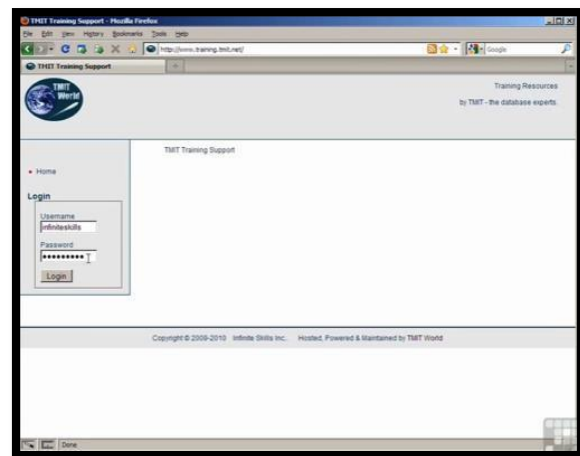 TMIT Training Support - Mozilla Firefox
File Edit View History Bookmarks Tools Help
http://www.training.tmit.net/
Google
TMIT Training Support
TMIT World
Training Resources
by TMIT - the database experts.
TMIT Training Support
Home
Login
Username
infiniteskills
Password
Login
Copyright © 2009-2010 Infinite Skills Inc. Hosted, Powered & Maintained by TMIT World
Done